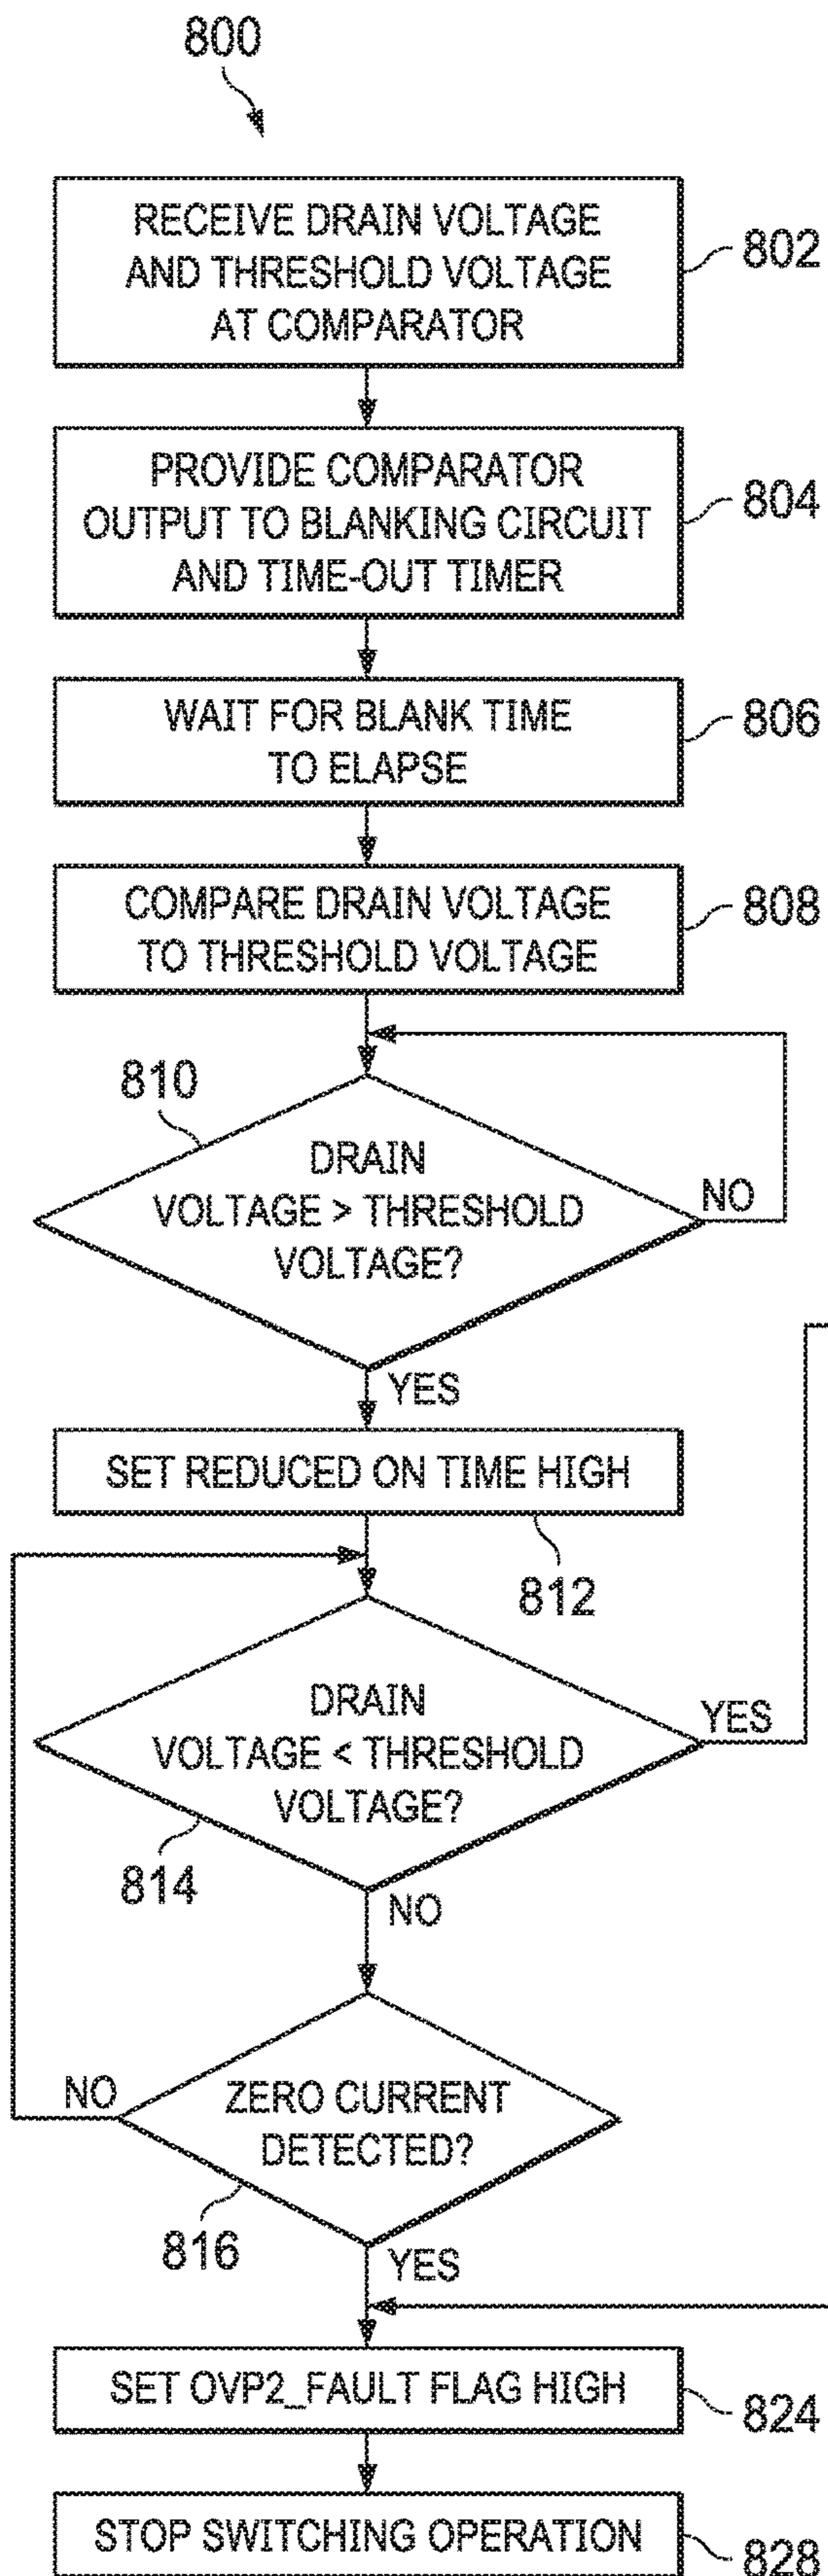 800
RECEIVE DRAIN VOLTAGE
AND THRESHOLD VOLTAGE
AT COMPARATOR
802
PROVIDE COMPARATOR
OUTPUT TO BLANKING CIRCUIT
AND TIME-OUT TIMER
804
WAIT FOR BLANK TIME
TO ELAPSE
806
COMPARE DRAIN VOLTAGE
TO THRESHOLD VOLTAGE
808
810
DRAIN
VOLTAGE > THRESHOLD
VOLTAGE?
NO
YES
SET REDUCED ON TIME HIGH
812
DRAIN
VOLTAGE < THRESHOLD
VOLTAGE?
YES
814
NO
ZERO CURRENT
DETECTED?
NO
816
YES
SET OVP2_FAULT FLAG HIGH
824
STOP SWITCHING OPERATION
828